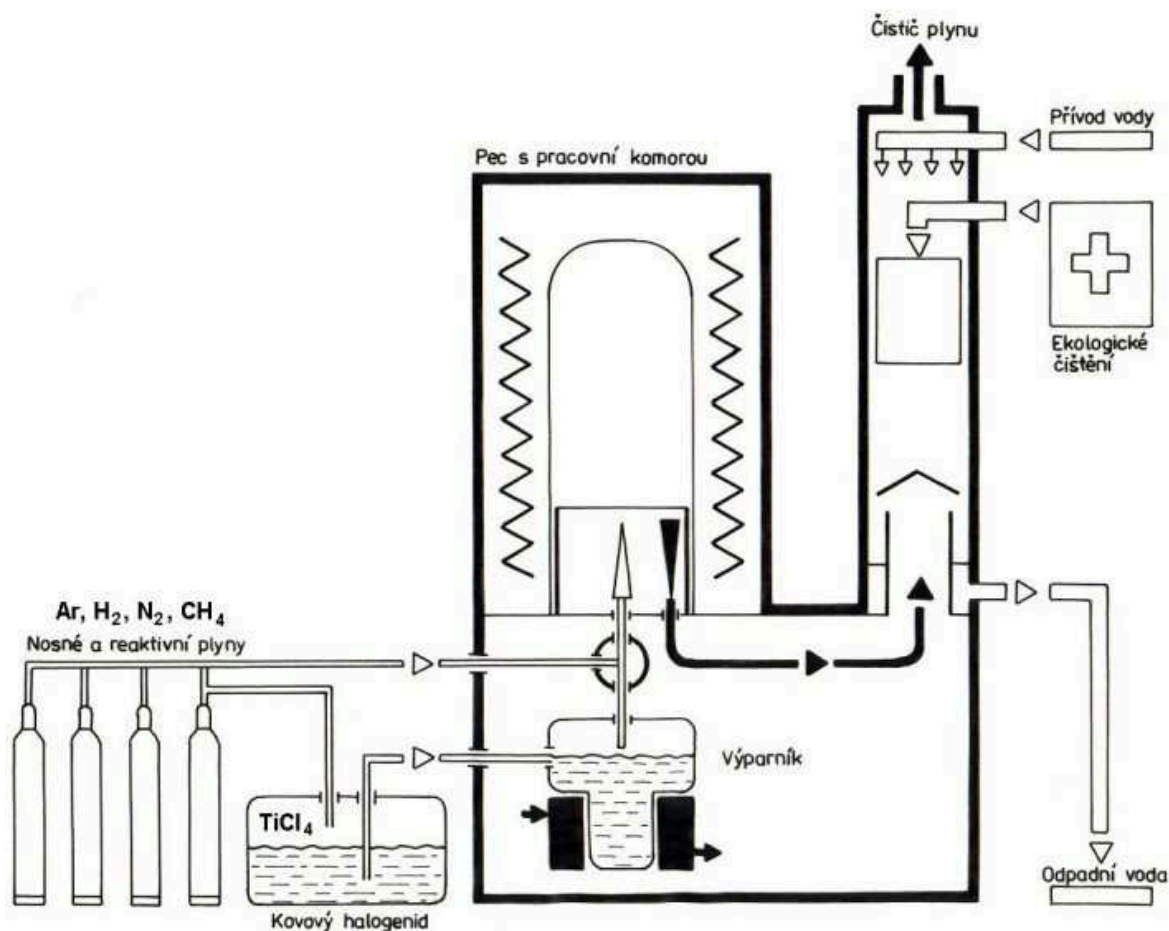 Čistič plynu
Přívod vody
Pec s pracovní komorou
Ekologické
čištění
Ar, H₂, N₂, CH₄
Nosné a reaktivní plyny
Výparník
TiCl₄
Kovový halogenid
Odpadní voda